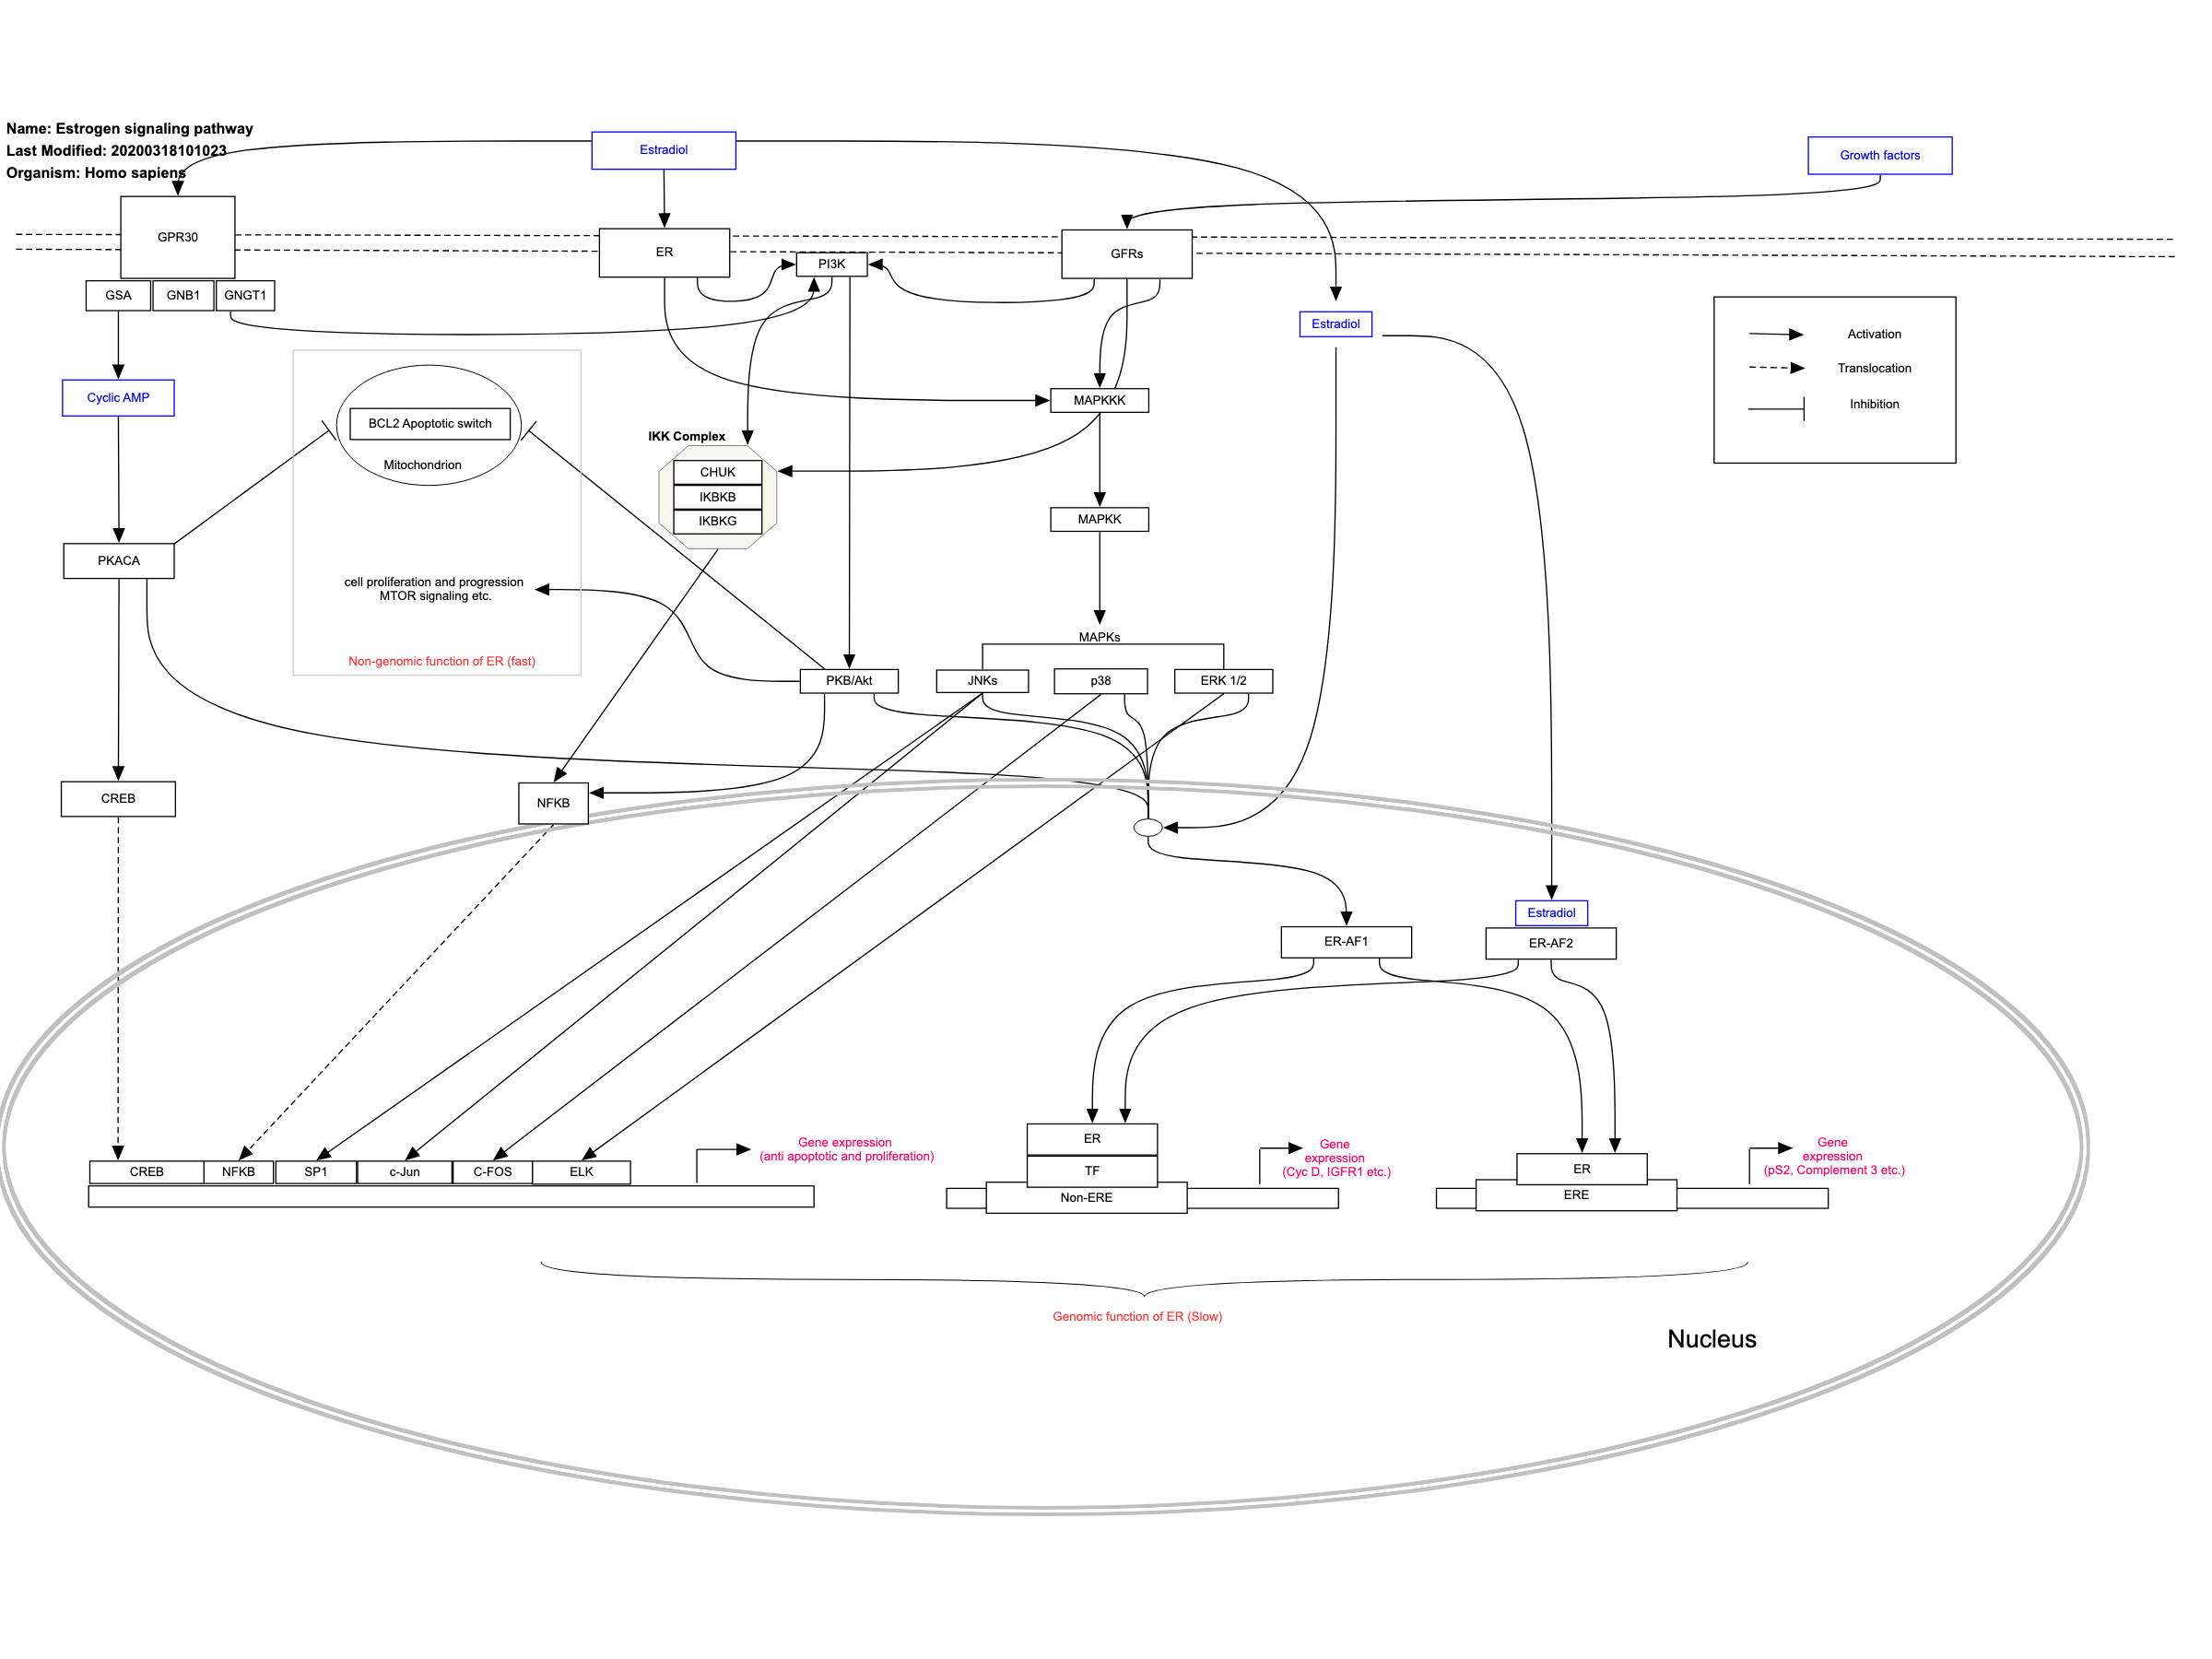 Name: Estrogen signaling pathway
Last Modified: 20200318101023
Organism: Homo sapiens
Estradiol
Growth factors
GPR30
ER
PI3K
GFRs
GSA
GNB1
GNGT1
Estradiol
Activation
Translocation
Inhibition
Cyclic AMP
BCL2 Apoptotic switch
Mitochondrion
MAPKKK
IKK Complex
CHUK
IKBKB
IKBKG
MAPKK
PKACA
cell proliferation and progression
MTOR signaling etc.
Non-genomic function of ER (fast)
MAPKs
PKB/Akt
JNKs
p38
ERK 1/2
CREB
NFKB
Estradiol
ER-AF1
ER-AF2
CREB
NFKB
SP1
c-Jun
C-FOS
ELK
Gene expression
(anti apoptotic and proliferation)
ER
TF
Non-ERE
Gene
expression
(Cyc D, IGFR1 etc.)
ER
ERE
Gene
expression
(pS2, Complement 3 etc.)
Genomic function of ER (Slow)
Nucleus